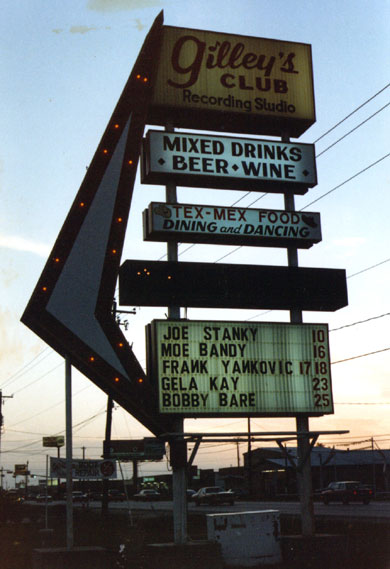 Gilley's
CLUB
Recording Studio
MIXED DRINKS
BEER • WINE
TEX-MEX FOOD
DINING and DANCING
JOE STANKY 10
MOE BANDY 16
FRANK YANKOVIC 17 18
GELA KAY 23
BOBBY BARE 25